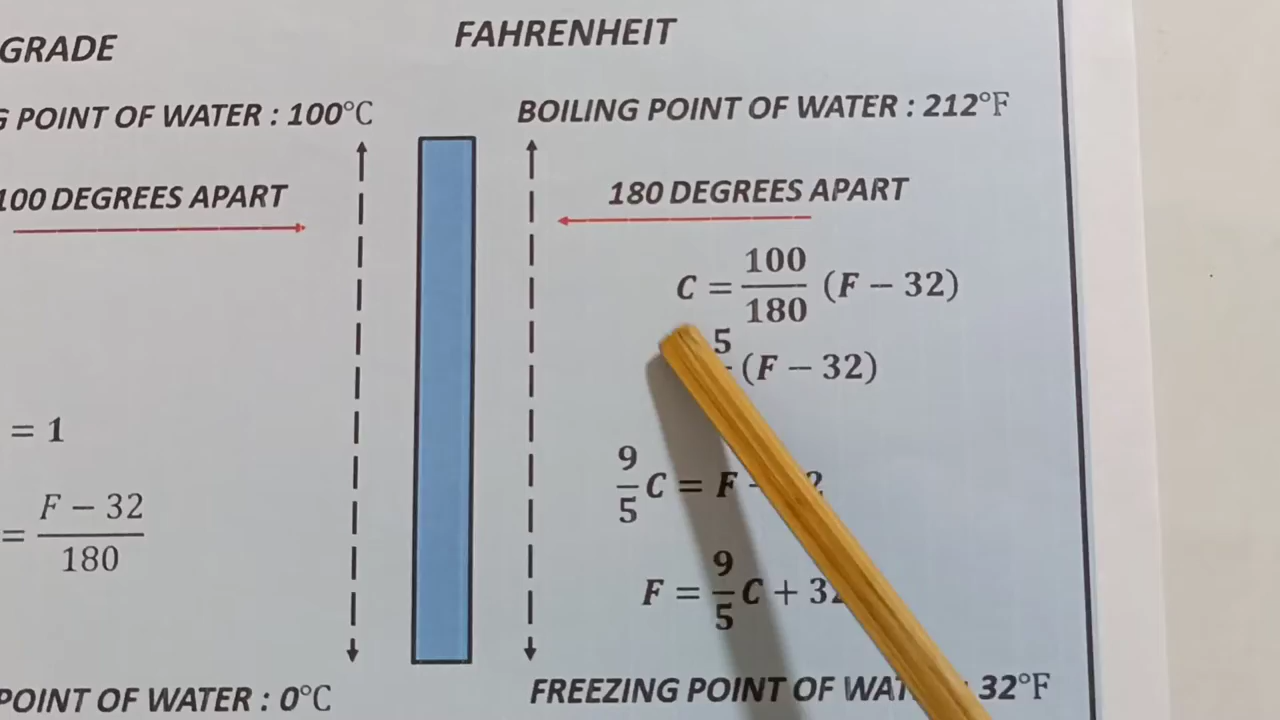 GRADE
FAHRENHEIT
POINT OF WATER : 100°C
BOILING POINT OF WATER : 212°F
100 DEGREES APART
180 DEGREES APART
C = 100/180 (F − 32)
5 (F − 32)
= 1
9/5 C = F −
= F − 32 / 180
F = 9/5 C + 3
POINT OF WATER : 0°C
FREEZING POINT OF 32°F